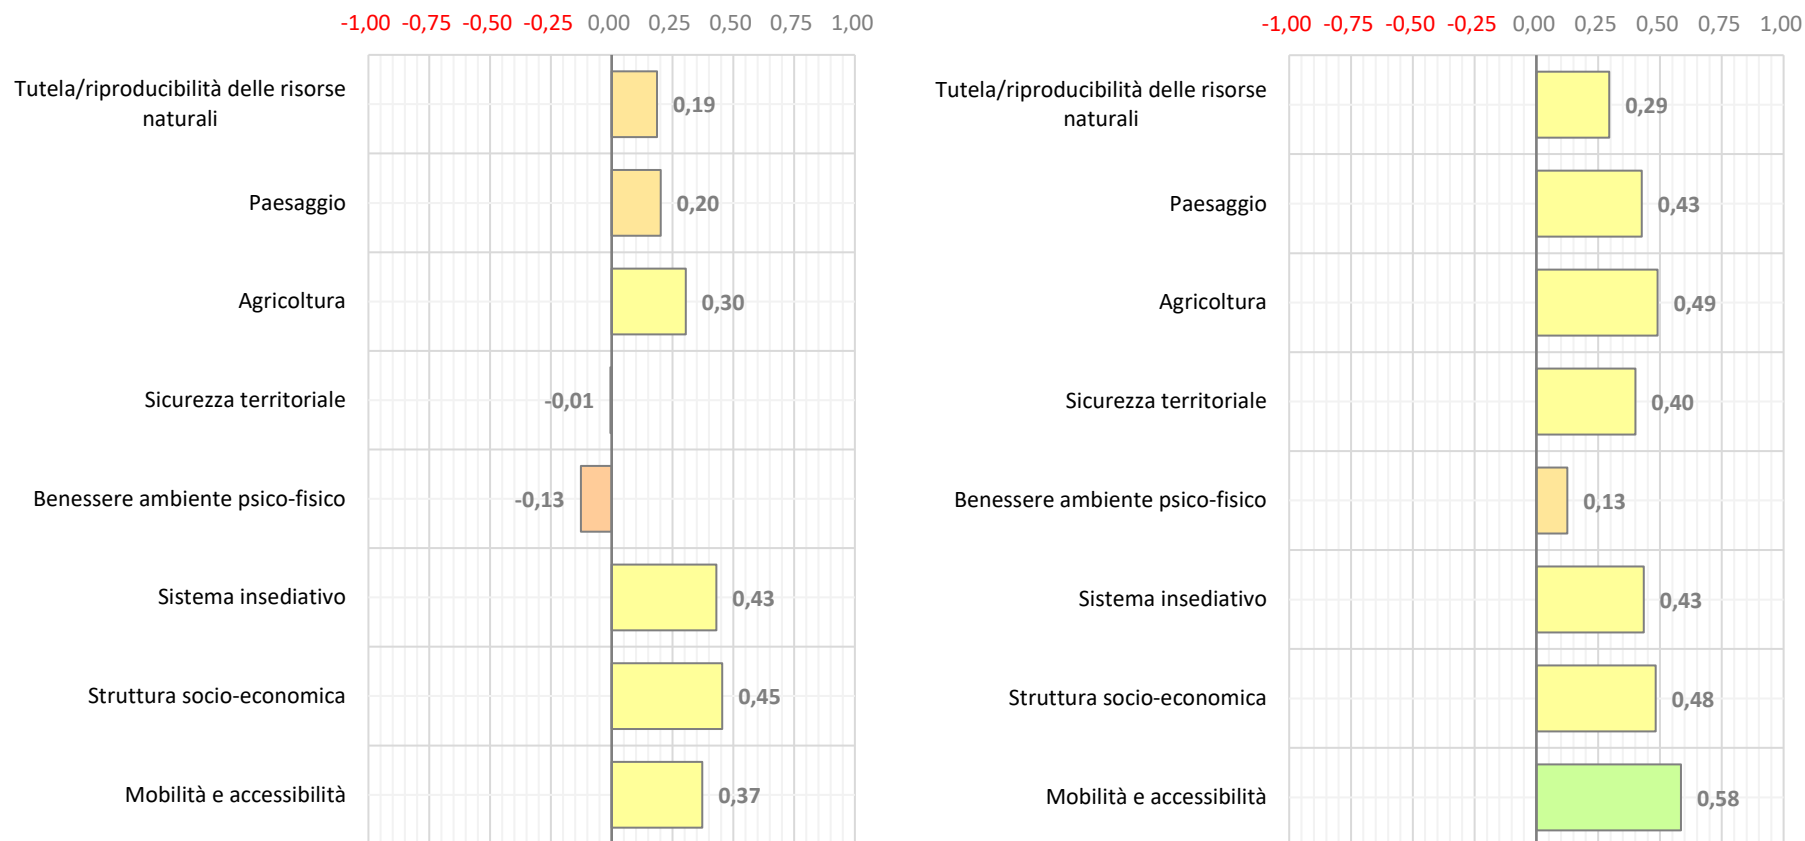 -1,00 -0,75 -0,50 -0,25 0,00 0,25 0,50 0,75 1,00
Tutela/riproducibilità delle risorse
naturali
0,19
Paesaggio
0,20
Agricoltura
0,30
Sicurezza territoriale
-0,01
Benessere ambiente psico-fisico
-0,13
Sistema insediativo
0,43
Struttura socio-economica
0,45
Mobilità e accessibilità
0,37
-1,00 -0,75 -0,50 -0,25 0,00 0,25 0,50 0,75 1,00
Tutela/riproducibilità delle risorse
naturali
0,29
Paesaggio
0,43
Agricoltura
0,49
Sicurezza territoriale
0,40
Benessere ambiente psico-fisico
0,13
Sistema insediativo
0,43
Struttura socio-economica
0,48
Mobilità e accessibilità
0,58